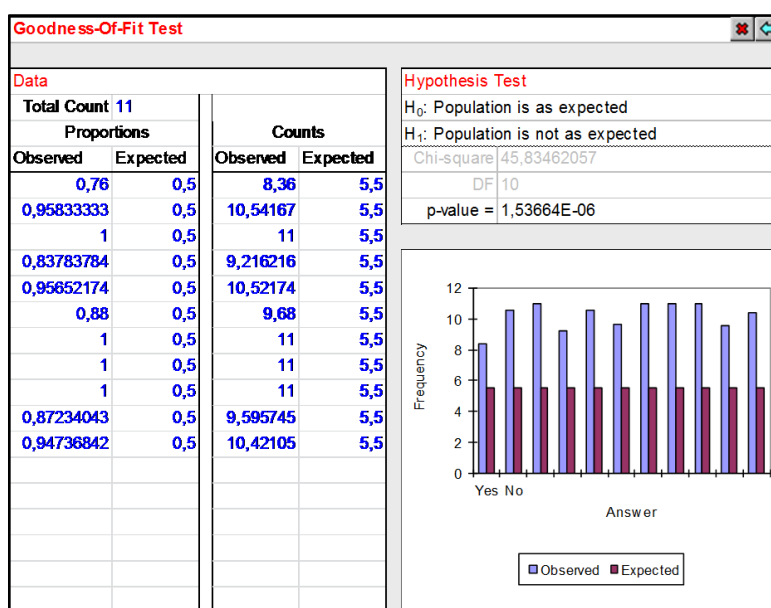 Goodness-Of-Fit Test
Data
Total Count 11
Proportions Counts
Observed Expected Observed Expected
0,76 0,5 8,36 5,5
0,95833333 0,5 10,54167 5,5
1 0,5 11 5,5
0,83783784 0,5 9,216216 5,5
0,95652174 0,5 10,52174 5,5
0,88 0,5 9,68 5,5
1 0,5 11 5,5
1 0,5 11 5,5
1 0,5 11 5,5
0,87234043 0,5 9,595745 5,5
0,94736842 0,5 10,42105 5,5
Hypothesis Test
H₀: Population is as expected
H₁: Population is not as expected
Chi-square 45,83462057
DF 10
p-value = 1,53664E-06
12
10
8
6
4
2
0
Frequency
Yes No
Answer
Observed Expected